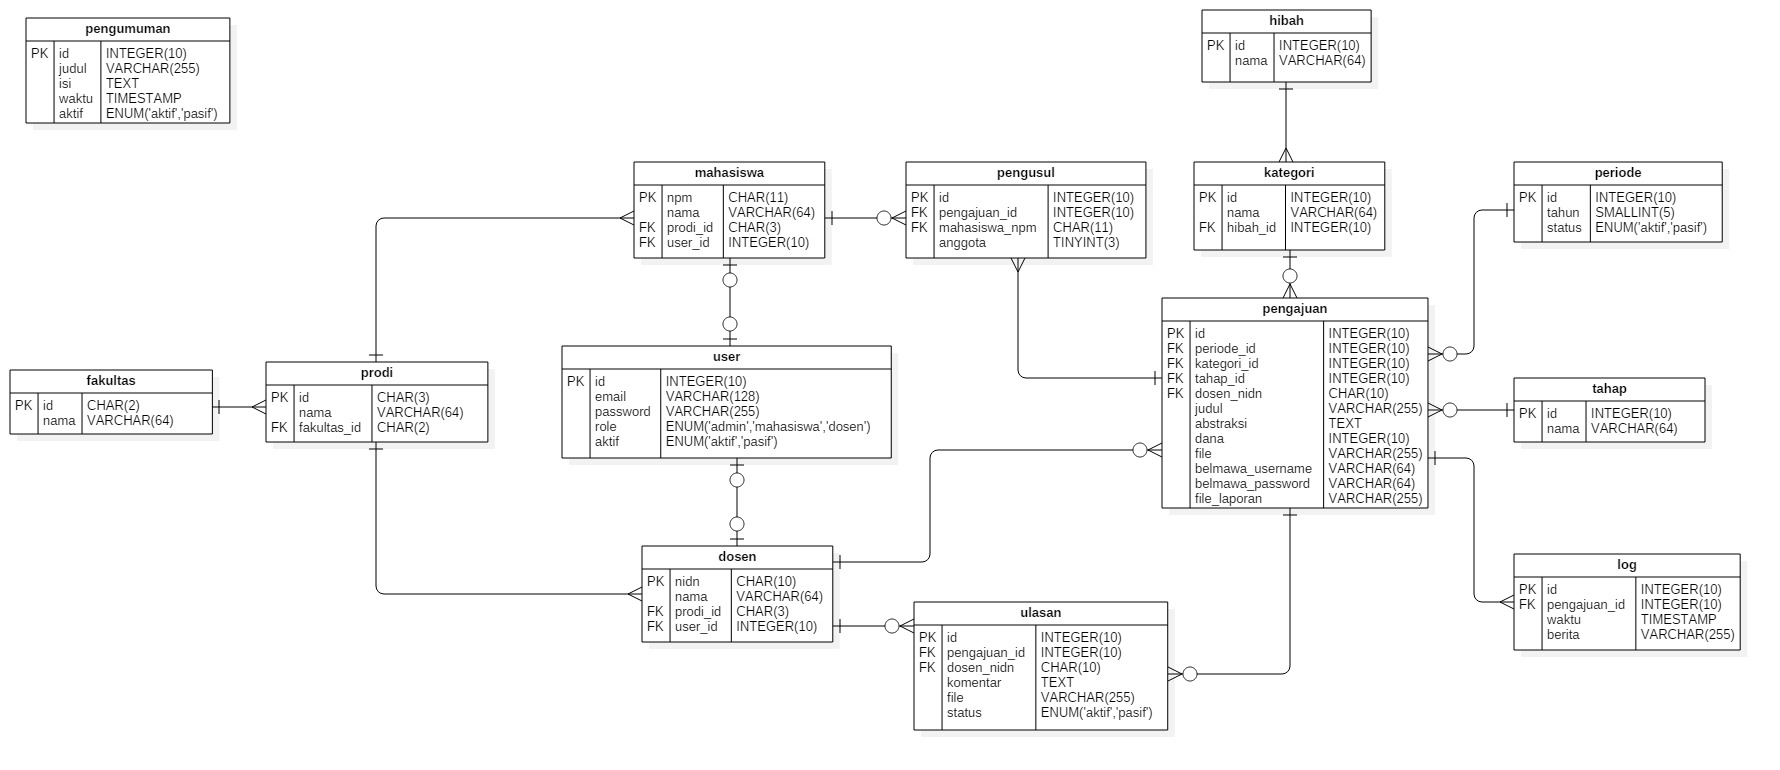 pengumuman
PK id INTEGER(10)
judul VARCHAR(255)
isi TEXT
waktu TIMESTAMP
aktif ENUM('aktif','pasif')
hibah
PK id INTEGER(10)
nama VARCHAR(64)
mahasiswa
PK npm CHAR(11)
nama VARCHAR(64)
FK prodi_id CHAR(3)
FK user_id INTEGER(10)
pengusul
PK id INTEGER(10)
FK pengajuan_id INTEGER(10)
FK mahasiswa_npm CHAR(11)
anggota TINYINT(3)
kategori
PK id INTEGER(10)
nama VARCHAR(64)
FK hibah_id INTEGER(10)
periode
PK id INTEGER(10)
tahun SMALLINT(5)
status ENUM('aktif','pasif')
pengajuan
PK id INTEGER(10)
FK periode_id INTEGER(10)
FK kategori_id INTEGER(10)
FK tahap_id INTEGER(10)
FK dosen_nidn CHAR(10)
judul VARCHAR(255)
abstraksi TEXT
dana INTEGER(10)
file VARCHAR(255)
belmawa_username VARCHAR(64)
belmawa_password VARCHAR(64)
file_laporan VARCHAR(255)
fakultas
PK id CHAR(2)
nama VARCHAR(64)
prodi
PK id CHAR(3)
nama VARCHAR(64)
FK fakultas_id CHAR(2)
user
PK id INTEGER(10)
email VARCHAR(128)
password VARCHAR(255)
role ENUM('admin','mahasiswa','dosen')
aktif ENUM('aktif','pasif')
tahap
PK id INTEGER(10)
nama VARCHAR(64)
dosen
PK nidn CHAR(10)
nama VARCHAR(64)
FK prodi_id CHAR(3)
FK user_id INTEGER(10)
ulasan
PK id INTEGER(10)
FK pengajuan_id INTEGER(10)
FK dosen_nidn CHAR(10)
komentar TEXT
file VARCHAR(255)
status ENUM('aktif','pasif')
log
PK id INTEGER(10)
FK pengajuan_id INTEGER(10)
waktu TIMESTAMP
berita VARCHAR(255)